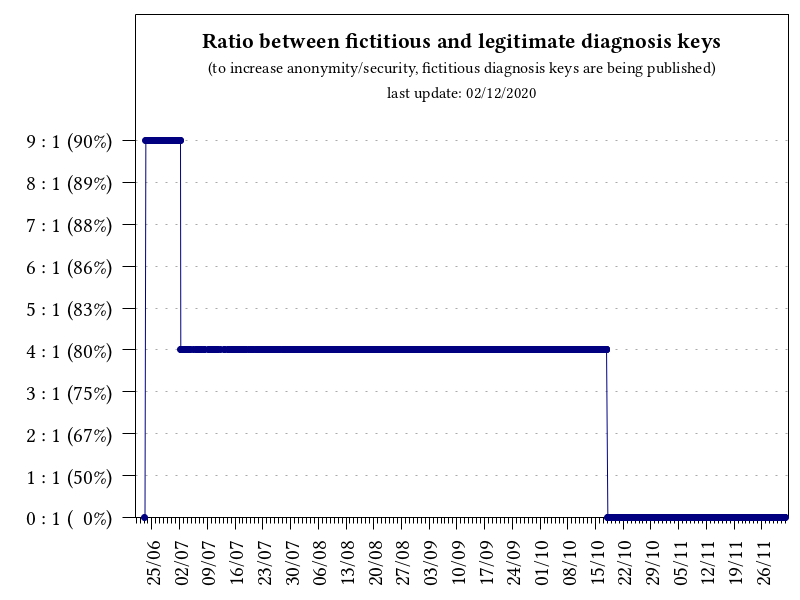 Ratio between fictitious and legitimate diagnosis keys
(to increase anonymity/security, fictitious diagnosis keys are being published)
last update: 02/12/2020
9 : 1 (90%)
8 : 1 (89%)
7 : 1 (88%)
6 : 1 (86%)
5 : 1 (83%)
4 : 1 (80%)
3 : 1 (75%)
2 : 1 (67%)
1 : 1 (50%)
0 : 1 ( 0%)
25/06
02/07
09/07
16/07
23/07
30/07
06/08
13/08
20/08
27/08
03/09
10/09
17/09
24/09
01/10
08/10
15/10
22/10
29/10
05/11
12/11
19/11
26/11